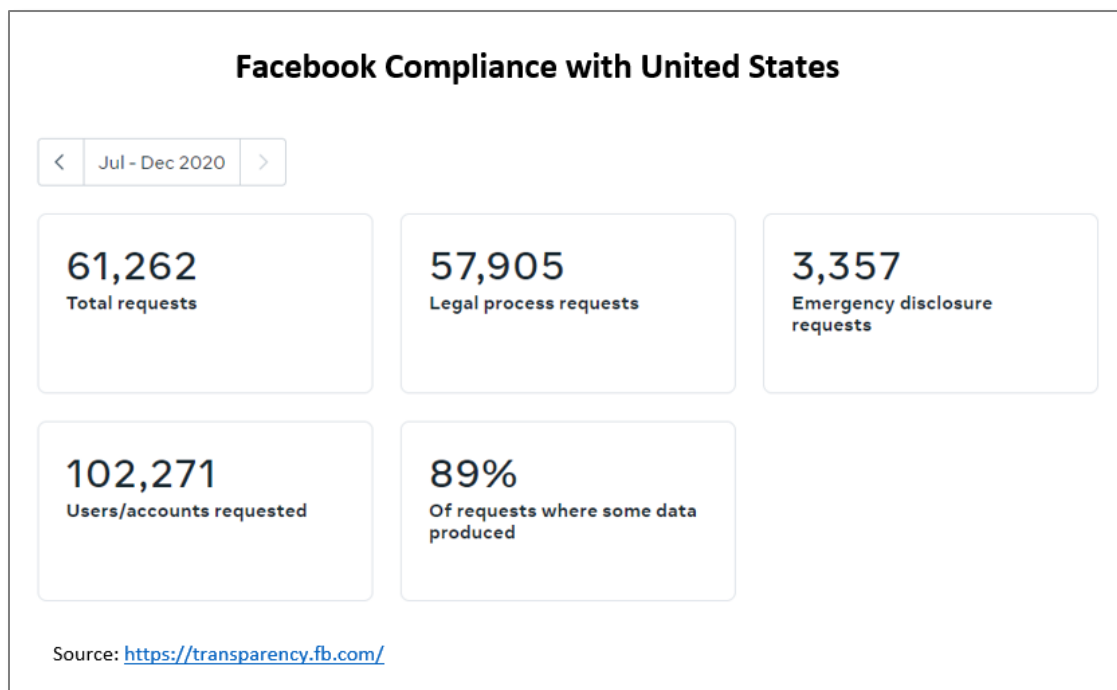 Facebook Compliance with United States
Jul - Dec 2020
61,262
Total requests
57,905
Legal process requests
3,357
Emergency disclosure
requests
102,271
Users/accounts requested
89%
Of requests where some data
produced
Source: https://transparency.fb.com/